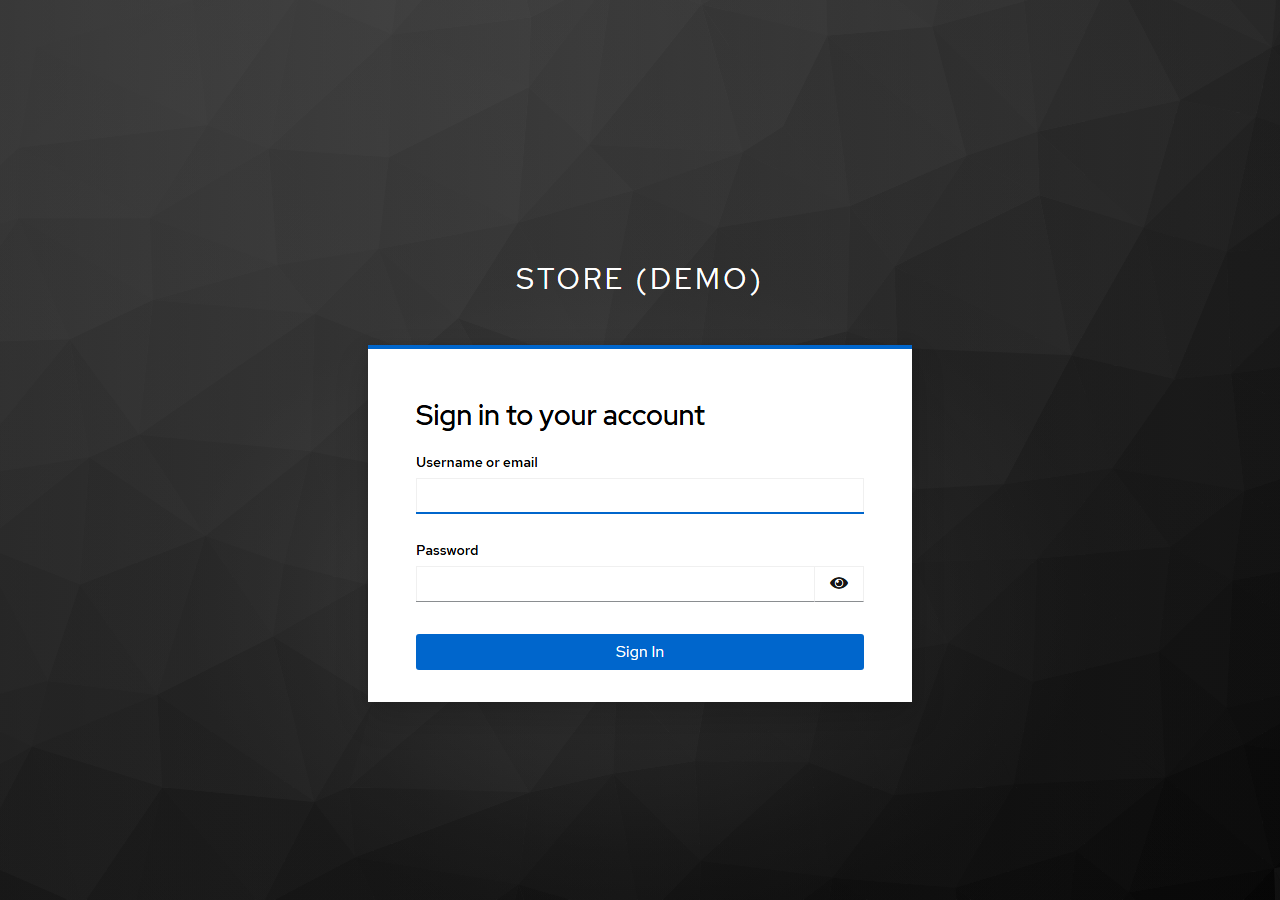 STORE (DEMO)
Sign in to your account
Username or email
Password
Sign In